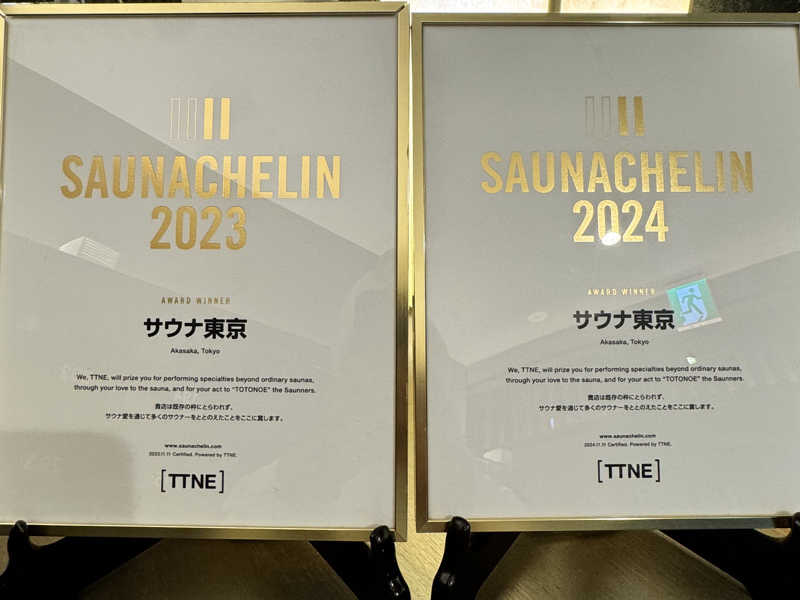 SAUNACHELIN
2023
AWARD WINNER
サウナ東京
Akasaka, Tokyo
We, TTNE, will prize you for performing specialties beyond ordinary saunas,
through your love to the sauna, and for your act to "TOTONOE" the Saunners.
貴店は既存の枠にとらわれず、
サウナ愛を通じて多くのサウナーをととのえたことをここに賞します。
www.saunachelin.com
2023.11.11 Certified. Powered by TTNE.
[TTNE]
SAUNACHELIN
2024
AWARD WINNER
サウナ東京
Akasaka, Tokyo
We, TTNE, will prize you for performing specialties beyond ordinary saunas,
through your love to the sauna, and for your act to "TOTONOE" the Saunners.
貴店は既存の枠にとらわれず、
サウナ愛を通じて多くのサウナーをととのえたことをここに賞します。
www.saunachelin.com
2024.11.11 Certified. Powered by TTNE.
[TTNE]